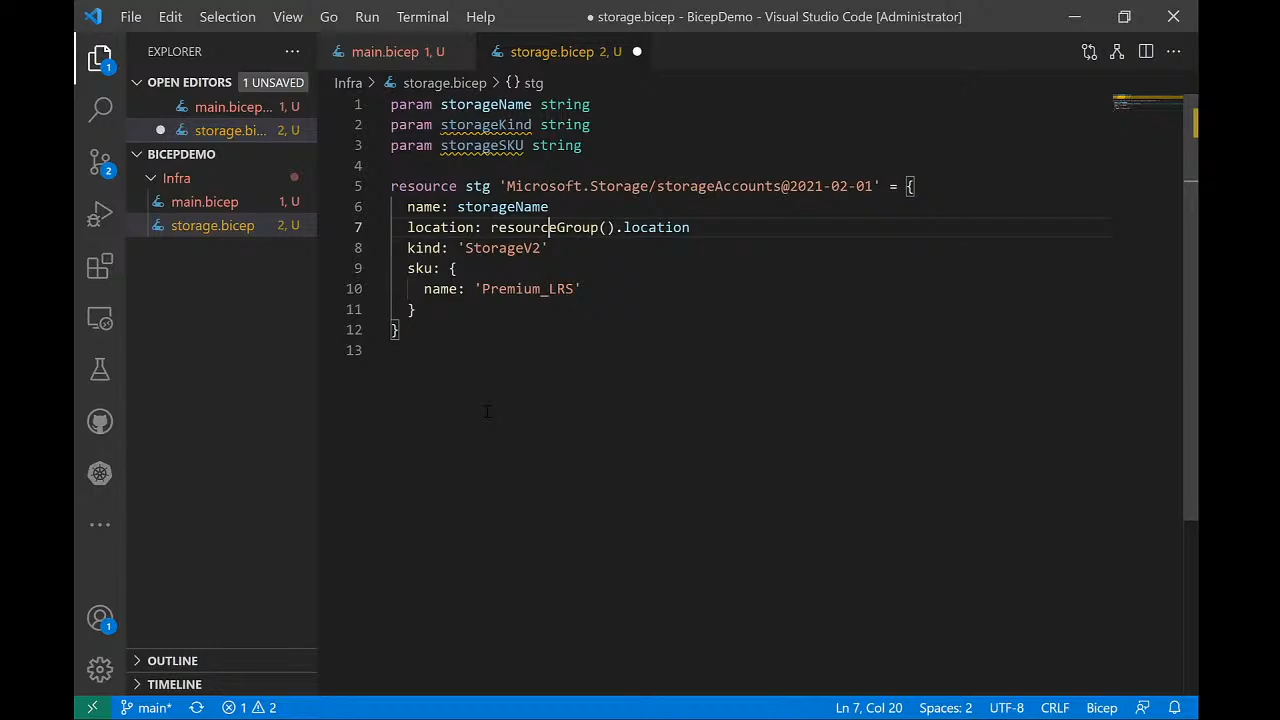 File Edit Selection View Go Run Terminal Help
● storage.bicep - BicepDemo - Visual Studio Code [Administrator]
EXPLORER ···
main.bicep 1, U
storage.bicep 2, U
OPEN EDITORS 1 UNSAVED
main.bicep... 1, U
storage.bi... 2, U
BICEPDEMO
Infra
main.bicep 1, U
storage.bicep 2, U
OUTLINE
TIMELINE
1
2
1
Infra > storage.bicep > {} stg
1 param storageName string
2 param storageKind string
3 param storageSKU string
4
5 resource stg 'Microsoft.Storage/storageAccounts@2021-02-01' = {
6 name: storageName
7 location: resourceGroup().location
8 kind: 'StorageV2'
9 sku: {
10 name: 'Premium_LRS'
11 }
12 }
13
main* 1 2
Ln 7, Col 20 Spaces: 2 UTF-8 CRLF Bicep